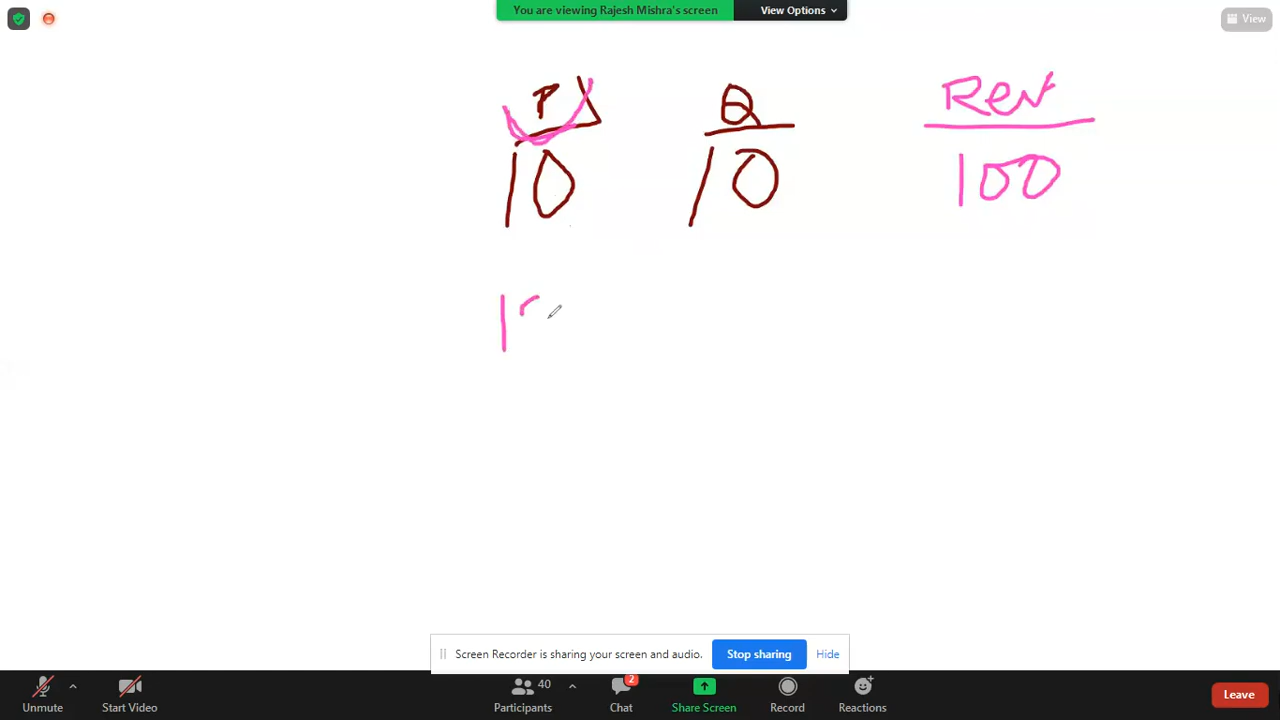 You are viewing Rajesh Mishra's screen View Options
View
P Q Rev
10 10 100
Screen Recorder is sharing your screen and audio. Stop sharing Hide
40 2
Unmute Start Video Participants Chat Share Screen Record Reactions Leave